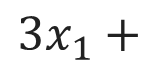 3x₁ +